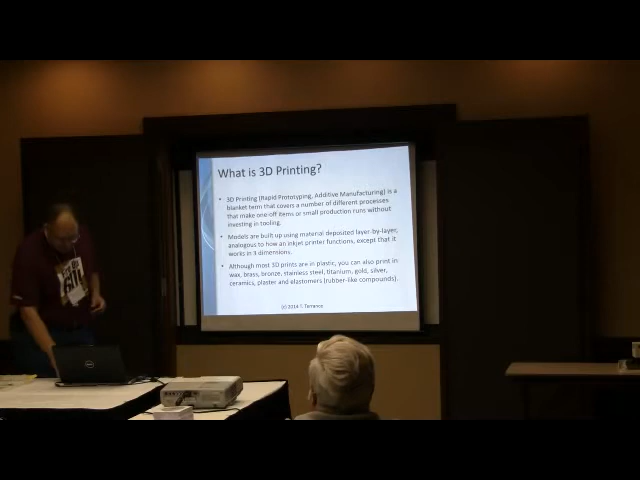 What is 3D Printing?
• 3D Printing (Rapid Prototyping, Additive Manufacturing) is a
blanket term that covers a number of different processes
that make one-off items or small production runs without
investing in tooling.
• Models are built up using material deposited layer-by-layer,
analogous to how an inkjet printer functions, except that it
works in 3 dimensions.
• Although most 3D prints are in plastic, you can also print in
wax, brass, bronze, stainless steel, titanium, gold, silver,
ceramics, plaster and elastomers (rubber-like compounds).
(c) 2014 T. Terrance
DELL